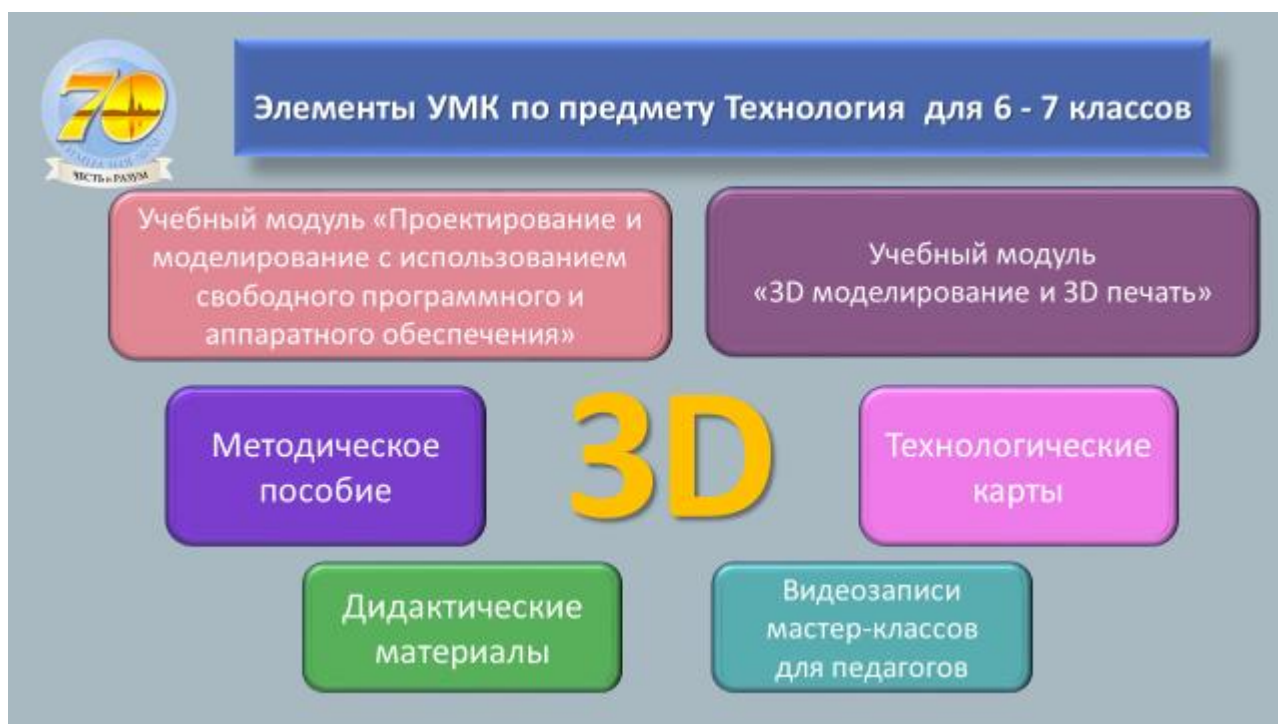 70
ЧЕСТЬ и РАЗУМ
Элементы УМК по предмету Технология для 6 - 7 классов
Учебный модуль «Проектирование и
моделирование с использованием
свободного программного и
аппаратного обеспечения»
Учебный модуль
«3D моделирование и 3D печать»
Методическое
пособие
3D
Технологические
карты
Дидактические
материалы
Видеозаписи
мастер-классов
для педагогов